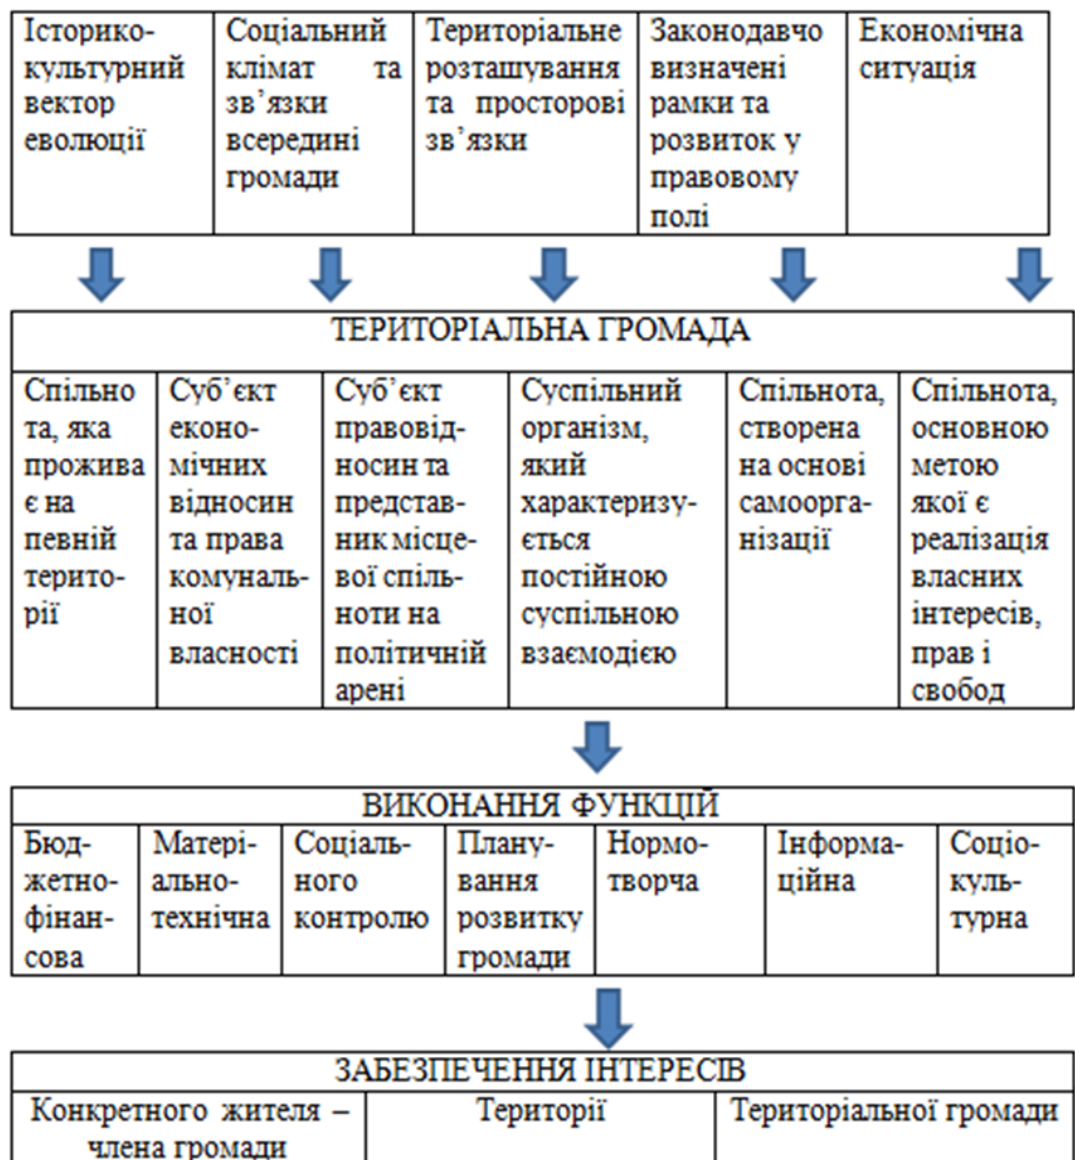 Історико-
культурний
вектор
еволюції
Соціальний
клімат та
зв’язки
всередині
громади
Територіальне
розташування
та просторові
зв’язки
Законодавчо
визначені
рамки та
розвиток у
правовому
полі
Економічна
ситуація
ТЕРИТОРІАЛЬНА ГРОМАДА
Спільно
та, яка
прожива
є на
певній
терито-
рії
Суб’єкт
еконо-
мічних
відносин
та права
комуналь-
ної
власності
Суб’єкт
правовід-
носин та
представ-
ник місце-
вої спіль-
ноти на
політичній
арені
Суспільний
організм,
який
характеризу-
ється
постійною
суспільною
взаємодією
Спільнота,
створена
на основі
самоорга-
нізації
Спільнота,
основною
метою
якої є
реалізація
власних
інтересів,
прав і
свобод
ВИКОНАННЯ ФУНКЦІЙ
Бюд-
жетно-
фінан-
сова
Матері-
ально-
технічна
Соціаль-
ного
контролю
Плану-
вання
розвитку
громади
Нормо-
творча
Інформа-
ційна
Соціо-
куль-
турна
ЗАБЕЗПЕЧЕННЯ ІНТЕРЕСІВ
Конкретного жителя –
члена громади
Території
Територіальної громади